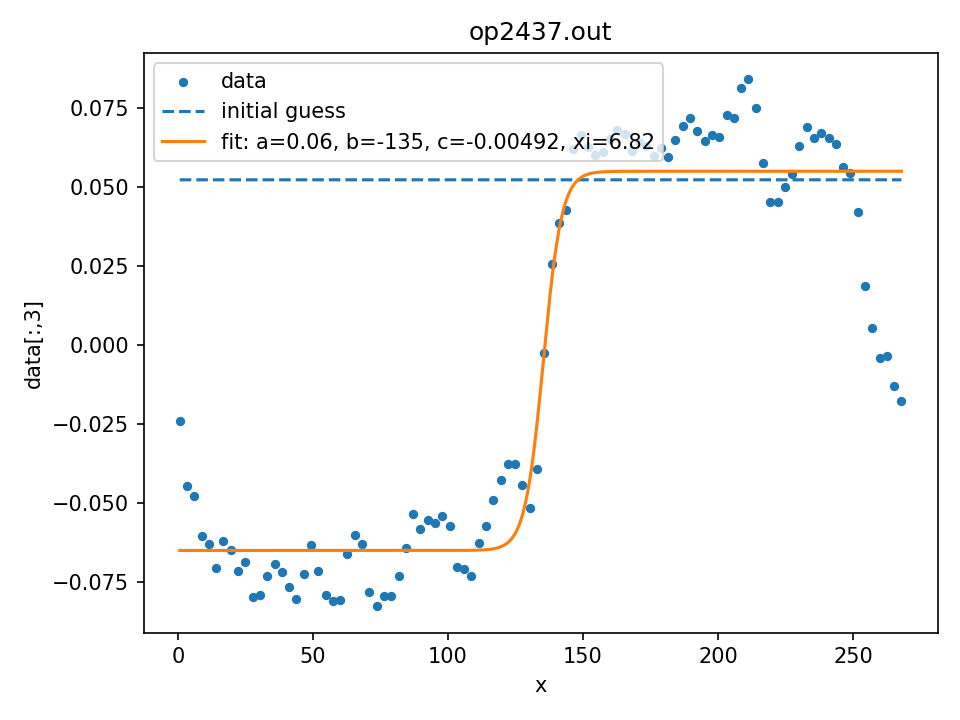 op2437.out
data
initial guess
fit: a=0.06, b=-135, c=-0.00492, xi=6.82
0.075
0.050
0.025
0.000
−0.025
−0.050
−0.075
data[:,3]
0 50 100 150 200 250
x